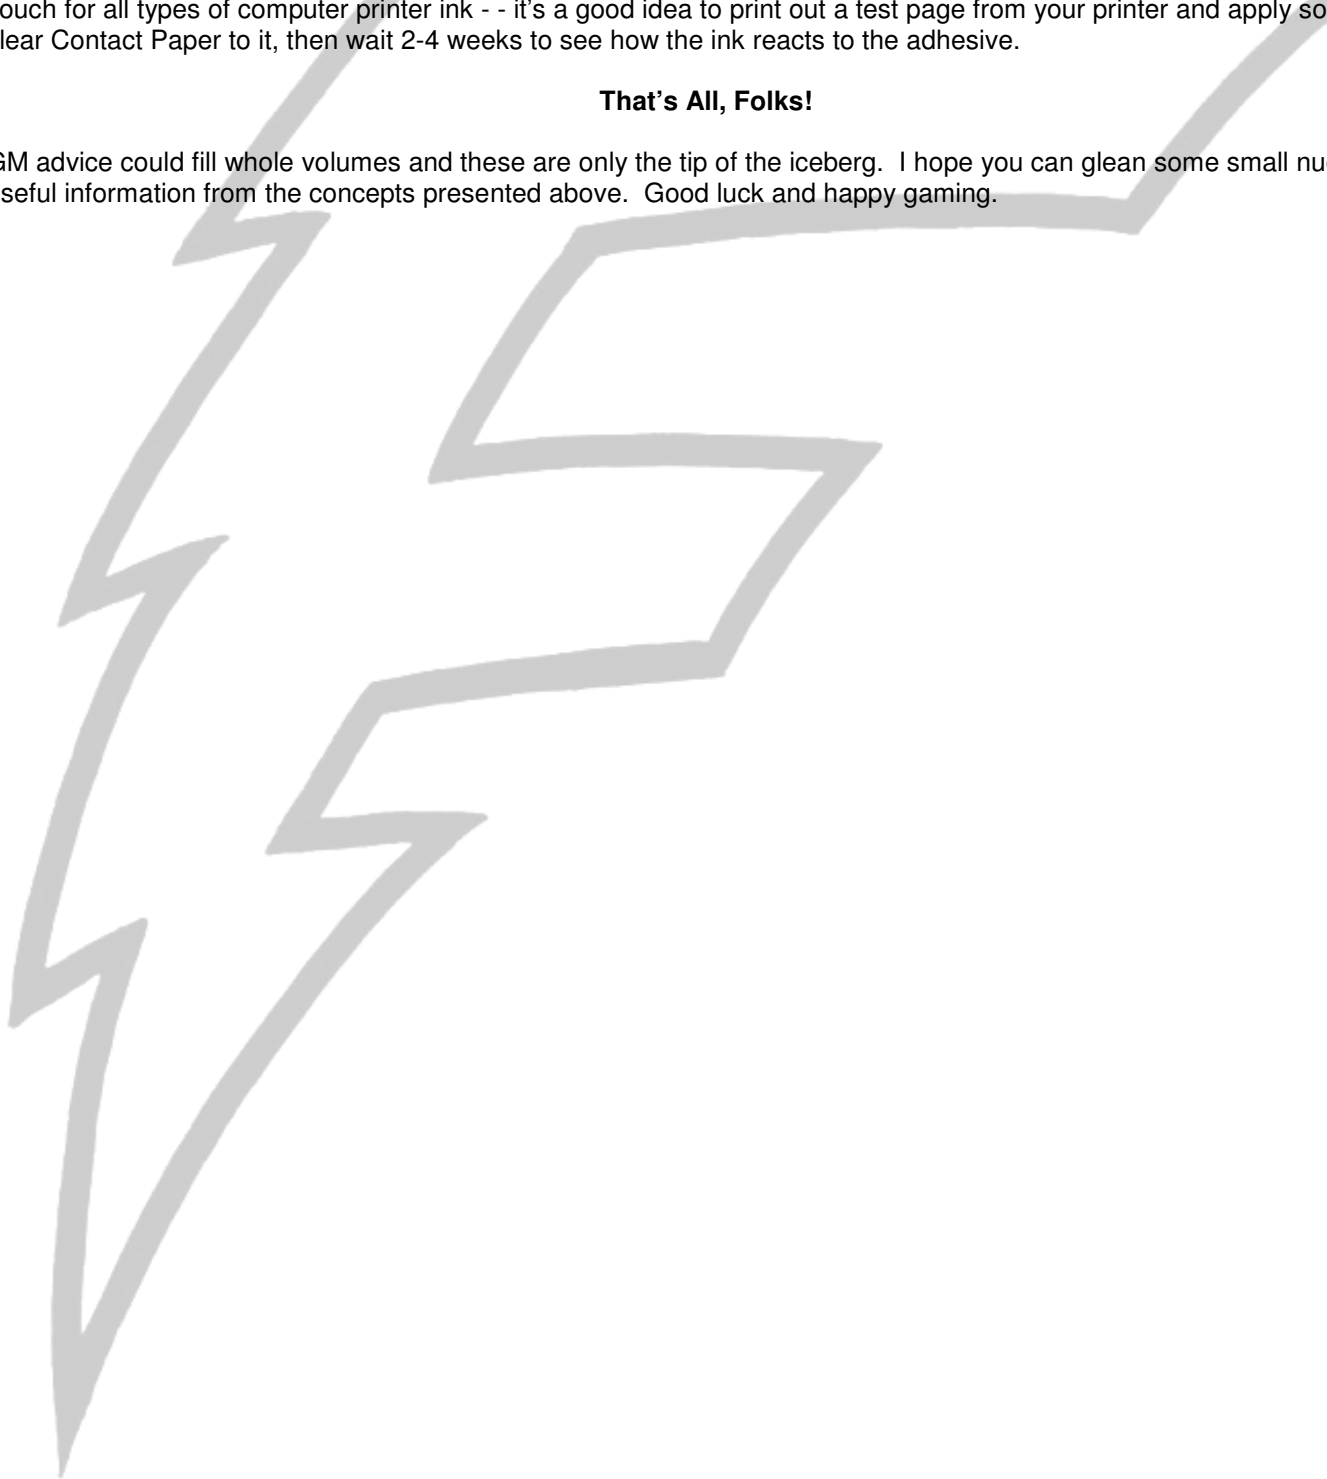 ouch for all types of computer printer ink - - it's a good idea to print out a test page from your printer and apply so
lear Contact Paper to it, then wait 2-4 weeks to see how the ink reacts to the adhesive.
That's All, Folks!
GM advice could fill whole volumes and these are only the tip of the iceberg.  I hope you can glean some small nu
seful information from the concepts presented above.  Good luck and happy gaming.